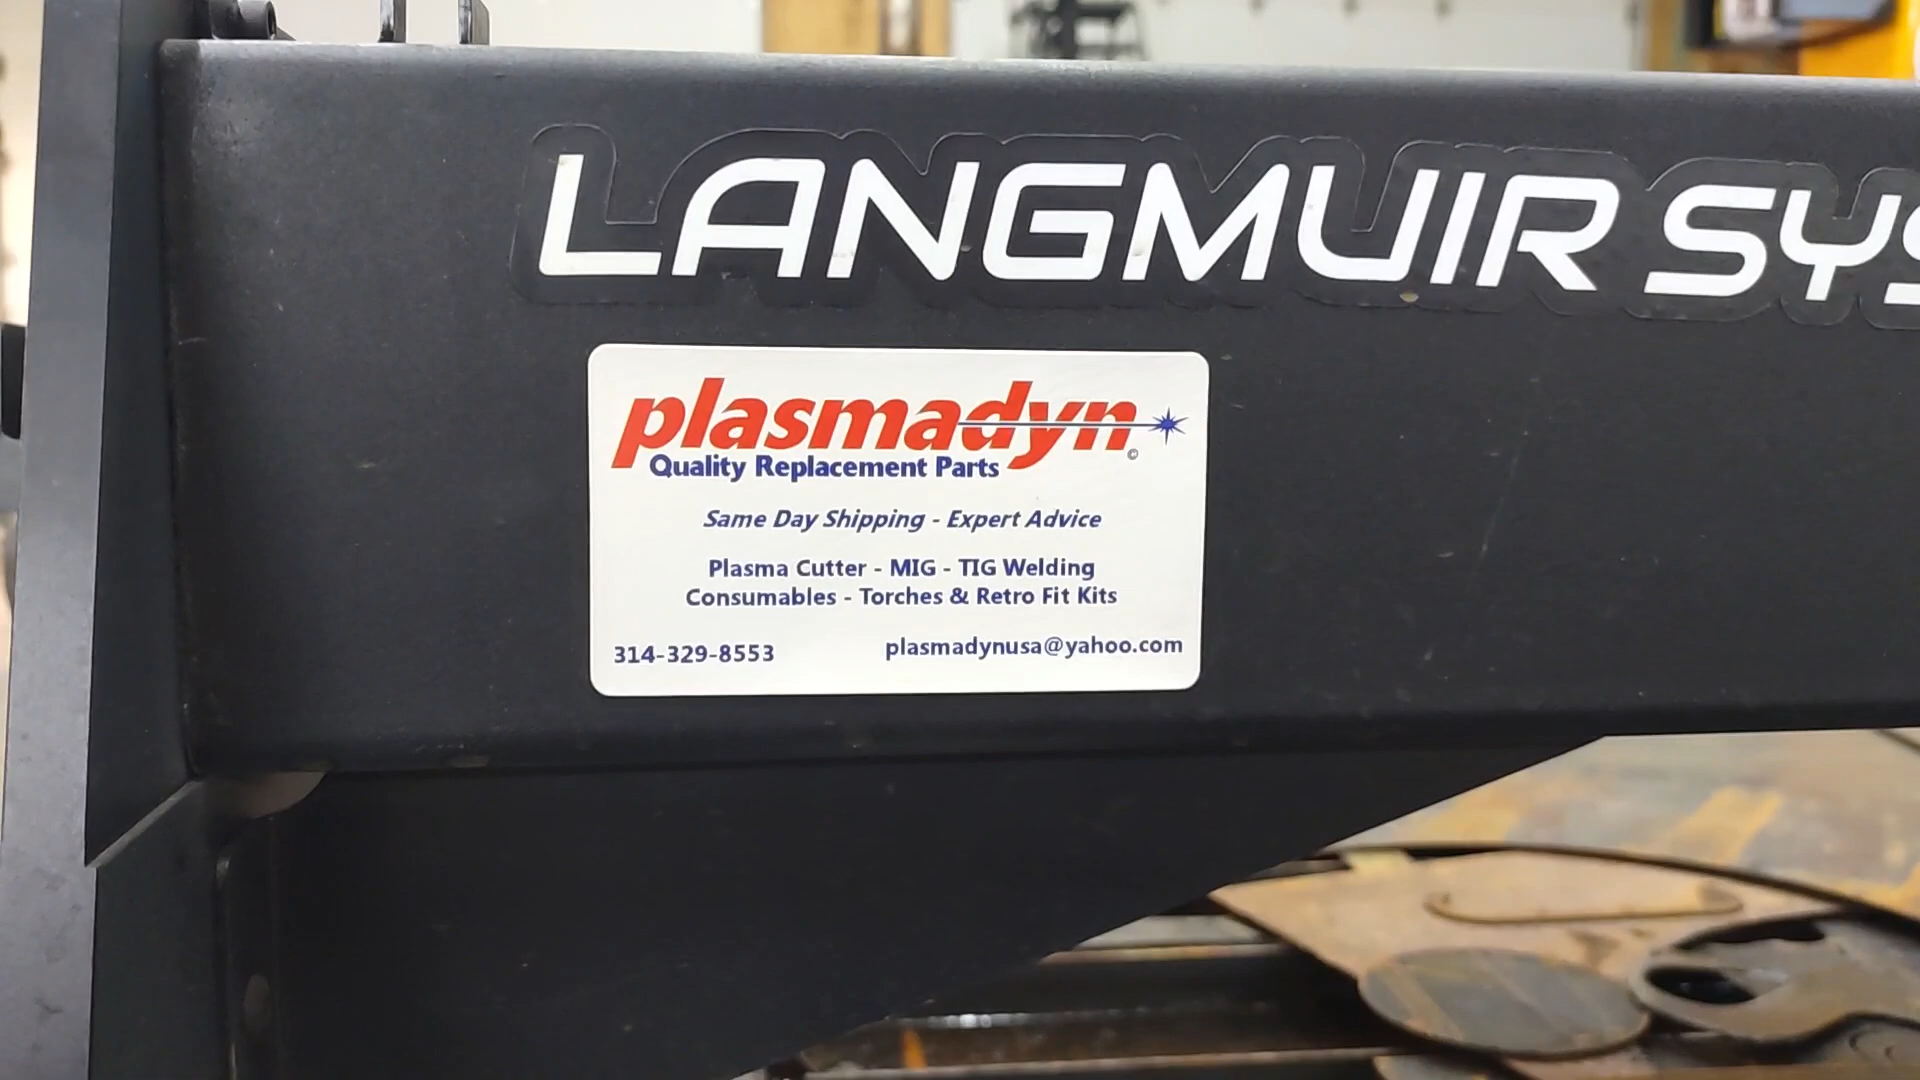 LANGMUIR SYS
plasmadyn
©
Quality Replacement Parts
Same Day Shipping - Expert Advice
Plasma Cutter - MIG - TIG Welding
Consumables - Torches & Retro Fit Kits
314-329-8553 plasmadynusa@yahoo.com